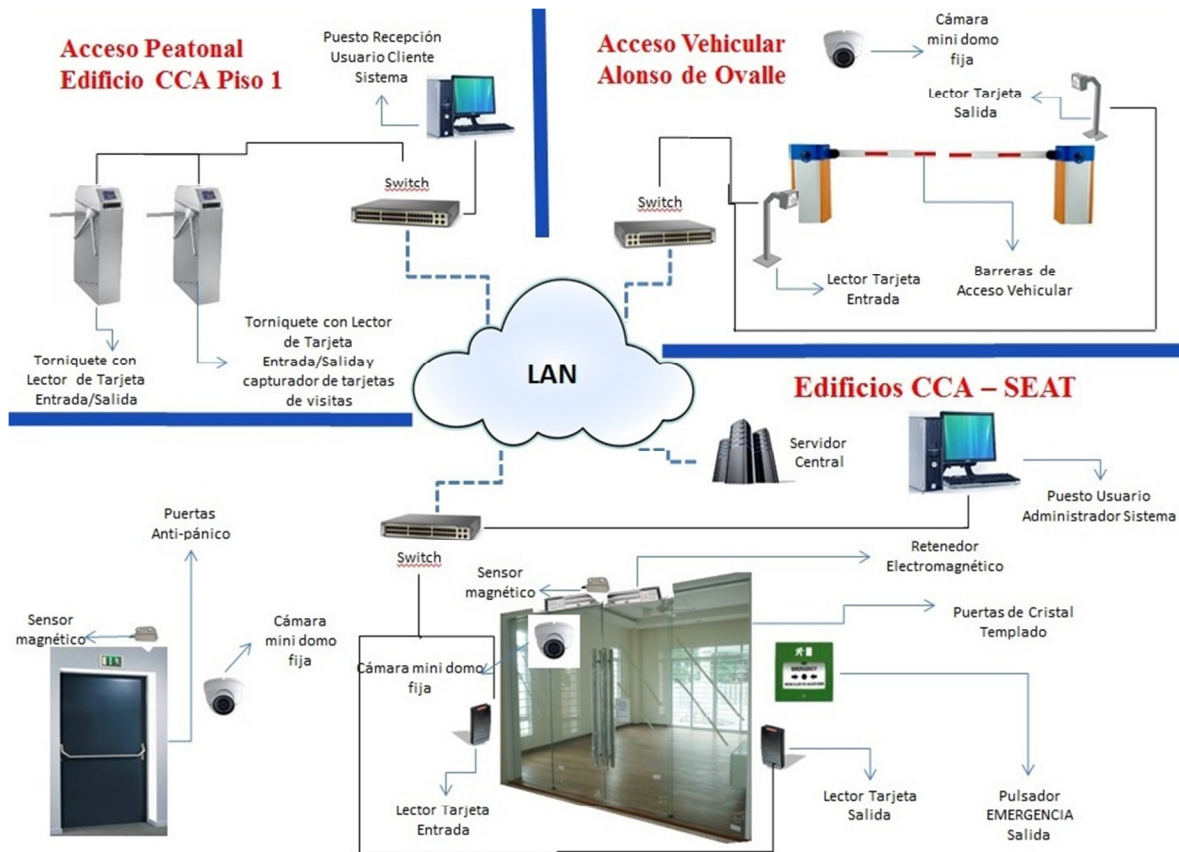 Acceso Peatonal
Edificio CCA Piso 1
Puesto Recepción
Usuario Cliente
Sistema
Switch
Torniquete con
Lector de Tarjeta
Entrada/Salida
Torniquete con Lector
de Tarjeta
Entrada/Salida y
capturador de tarjetas
de visitas
Acceso Vehicular
Alonso de Ovalle
Cámara
mini domo
fija
Lector Tarjeta
Salida
Switch
Lector Tarjeta
Entrada
Barreras de
Acceso Vehicular
LAN
Edificios CCA – SEAT
Servidor
Central
Puesto Usuario
Administrador Sistema
Switch
Puertas
Anti-pánico
Sensor
magnético
Cámara
mini domo
fija
Sensor
magnético
Retenedor
Electromagnético
Puertas de Cristal
Templado
Cámara mini domo
fija
EMERGENCY
Lector Tarjeta
Entrada
Lector Tarjeta
Salida
Pulsador
EMERGENCIA
Salida